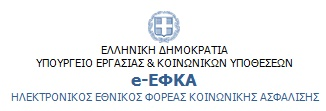 ΕΛΛΗΝΙΚΗ ΔΗΜΟΚΡΑΤΙΑ
ΥΠΟΥΡΓΕΙΟ ΕΡΓΑΣΙΑΣ & ΚΟΙΝΩΝΙΚΩΝ ΥΠΟΘΕΣΕΩΝ
e-ΕΦΚΑ
ΗΛΕΚΤΡΟΝΙΚΟΣ ΕΘΝΙΚΟΣ ΦΟΡΕΑΣ ΚΟΙΝΩΝΙΚΗΣ ΑΣΦΑΛΙΣΗΣ